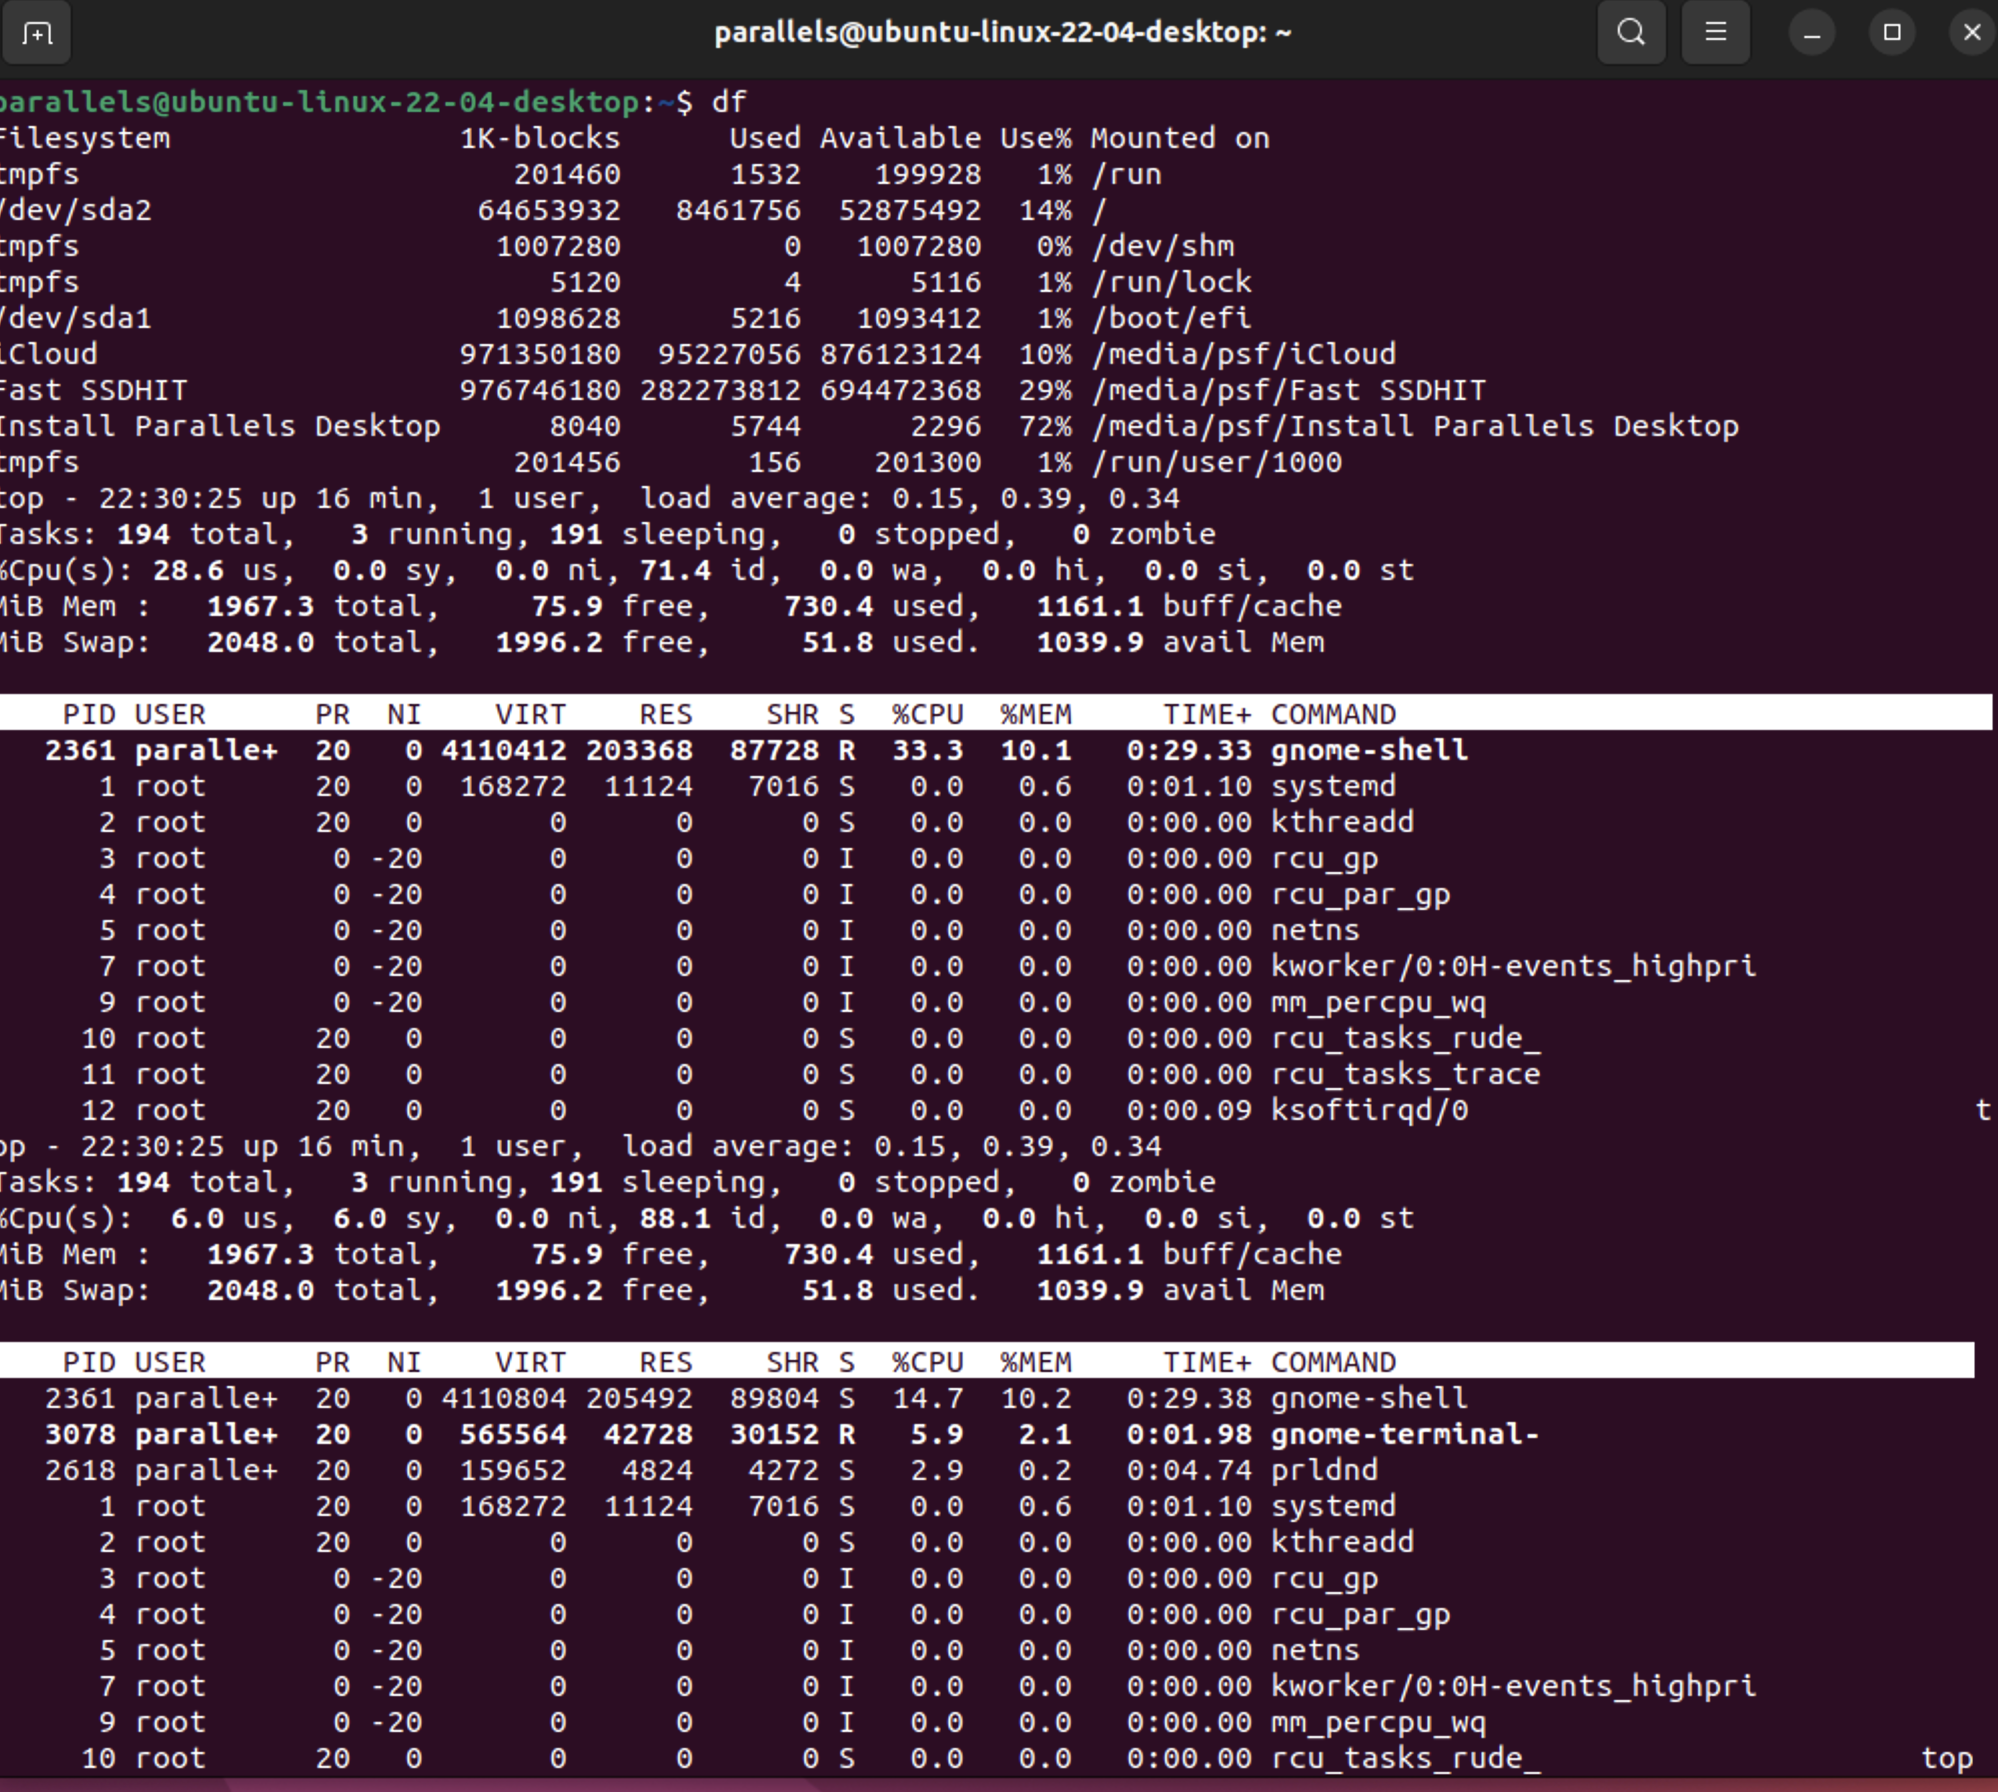 parallels@ubuntu-linux-22-04-desktop: ~
parallels@ubuntu-linux-22-04-desktop:~$ df
Filesystem                1K-blocks      Used Available Use% Mounted on
tmpfs                        201460      1532    199928   1% /run
/dev/sda2                  64653932   8461756  52875492  14% /
tmpfs                       1007280         0   1007280   0% /dev/shm
tmpfs                          5120         4      5116   1% /run/lock
/dev/sda1                   1098628      5216   1093412   1% /boot/efi
iCloud                    971350180  95227056 876123124  10% /media/psf/iCloud
Fast SSDHIT               976746180 282273812 694472368  29% /media/psf/Fast SSDHIT
Install Parallels Desktop      8040      5744      2296  72% /media/psf/Install Parallels Desktop
tmpfs                        201456       156    201300   1% /run/user/1000
top - 22:30:25 up 16 min,  1 user,  load average: 0.15, 0.39, 0.34
Tasks: 194 total,   3 running, 191 sleeping,   0 stopped,   0 zombie
%Cpu(s): 28.6 us,  0.0 sy,  0.0 ni, 71.4 id,  0.0 wa,  0.0 hi,  0.0 si,  0.0 st
MiB Mem :   1967.3 total,     75.9 free,    730.4 used,   1161.1 buff/cache
MiB Swap:   2048.0 total,   1996.2 free,     51.8 used.   1039.9 avail Mem
    PID USER      PR  NI    VIRT    RES    SHR S  %CPU  %MEM     TIME+ COMMAND
   2361 paralle+  20   0 4110412 203368  87728 R  33.3  10.1   0:29.33 gnome-shell
      1 root      20   0  168272  11124   7016 S   0.0   0.6   0:01.10 systemd
      2 root      20   0       0      0      0 S   0.0   0.0   0:00.00 kthreadd
      3 root       0 -20       0      0      0 I   0.0   0.0   0:00.00 rcu_gp
      4 root       0 -20       0      0      0 I   0.0   0.0   0:00.00 rcu_par_gp
      5 root       0 -20       0      0      0 I   0.0   0.0   0:00.00 netns
      7 root       0 -20       0      0      0 I   0.0   0.0   0:00.00 kworker/0:0H-events_highpri
      9 root       0 -20       0      0      0 I   0.0   0.0   0:00.00 mm_percpu_wq
     10 root      20   0       0      0      0 S   0.0   0.0   0:00.00 rcu_tasks_rude_
     11 root      20   0       0      0      0 S   0.0   0.0   0:00.00 rcu_tasks_trace
     12 root      20   0       0      0      0 S   0.0   0.0   0:00.09 ksoftirqd/0                            t
op - 22:30:25 up 16 min,  1 user,  load average: 0.15, 0.39, 0.34
Tasks: 194 total,   3 running, 191 sleeping,   0 stopped,   0 zombie
%Cpu(s):  6.0 us,  6.0 sy,  0.0 ni, 88.1 id,  0.0 wa,  0.0 hi,  0.0 si,  0.0 st
MiB Mem :   1967.3 total,     75.9 free,    730.4 used,   1161.1 buff/cache
MiB Swap:   2048.0 total,   1996.2 free,     51.8 used.   1039.9 avail Mem
    PID USER      PR  NI    VIRT    RES    SHR S  %CPU  %MEM     TIME+ COMMAND
   2361 paralle+  20   0 4110804 205492  89804 S  14.7  10.2   0:29.38 gnome-shell
   3078 paralle+  20   0  565564  42728  30152 R   5.9   2.1   0:01.98 gnome-terminal-
   2618 paralle+  20   0  159652   4824   4272 S   2.9   0.2   0:04.74 prldnd
      1 root      20   0  168272  11124   7016 S   0.0   0.6   0:01.10 systemd
      2 root      20   0       0      0      0 S   0.0   0.0   0:00.00 kthreadd
      3 root       0 -20       0      0      0 I   0.0   0.0   0:00.00 rcu_gp
      4 root       0 -20       0      0      0 I   0.0   0.0   0:00.00 rcu_par_gp
      5 root       0 -20       0      0      0 I   0.0   0.0   0:00.00 netns
      7 root       0 -20       0      0      0 I   0.0   0.0   0:00.00 kworker/0:0H-events_highpri
      9 root       0 -20       0      0      0 I   0.0   0.0   0:00.00 mm_percpu_wq
     10 root      20   0       0      0      0 S   0.0   0.0   0:00.00 rcu_tasks_rude_                     top